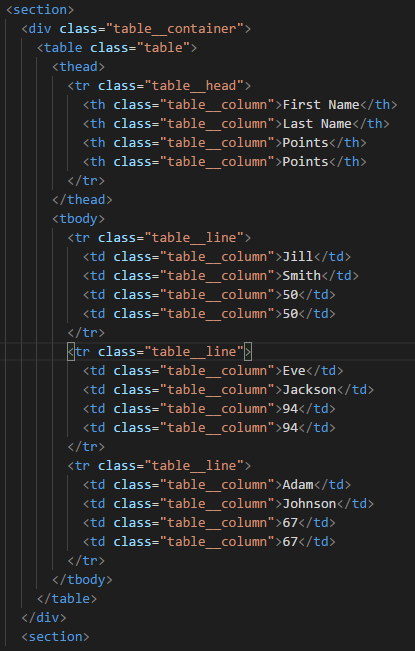 <section>
<div class="table__container">
<table class="table">
<thead>
<tr class="table__head">
<th class="table__column">First Name</th>
<th class="table__column">Last Name</th>
<th class="table__column">Points</th>
<th class="table__column">Points</th>
</tr>
</thead>
<tbody>
<tr class="table__line">
<td class="table__column">Jill</td>
<td class="table__column">Smith</td>
<td class="table__column">50</td>
<td class="table__column">50</td>
</tr>
<tr class="table__line">
<td class="table__column">Eve</td>
<td class="table__column">Jackson</td>
<td class="table__column">94</td>
<td class="table__column">94</td>
</tr>
<tr class="table__line">
<td class="table__column">Adam</td>
<td class="table__column">Johnson</td>
<td class="table__column">67</td>
<td class="table__column">67</td>
</tr>
</tbody>
</table>
</div>
<section>